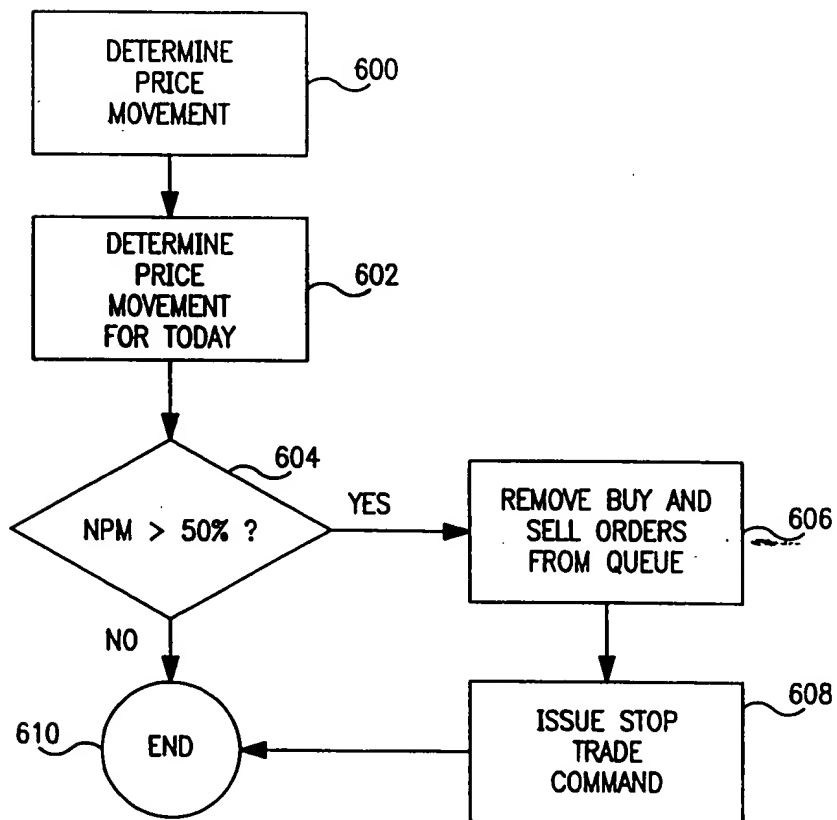 DETERMINE
PRICE
MOVEMENT
600
DETERMINE
PRICE
MOVEMENT
FOR TODAY
602
604
NPM > 50% ?
YES
REMOVE BUY AND
SELL ORDERS
FROM QUEUE
606
NO
610
END
ISSUE STOP
TRADE
COMMAND
608